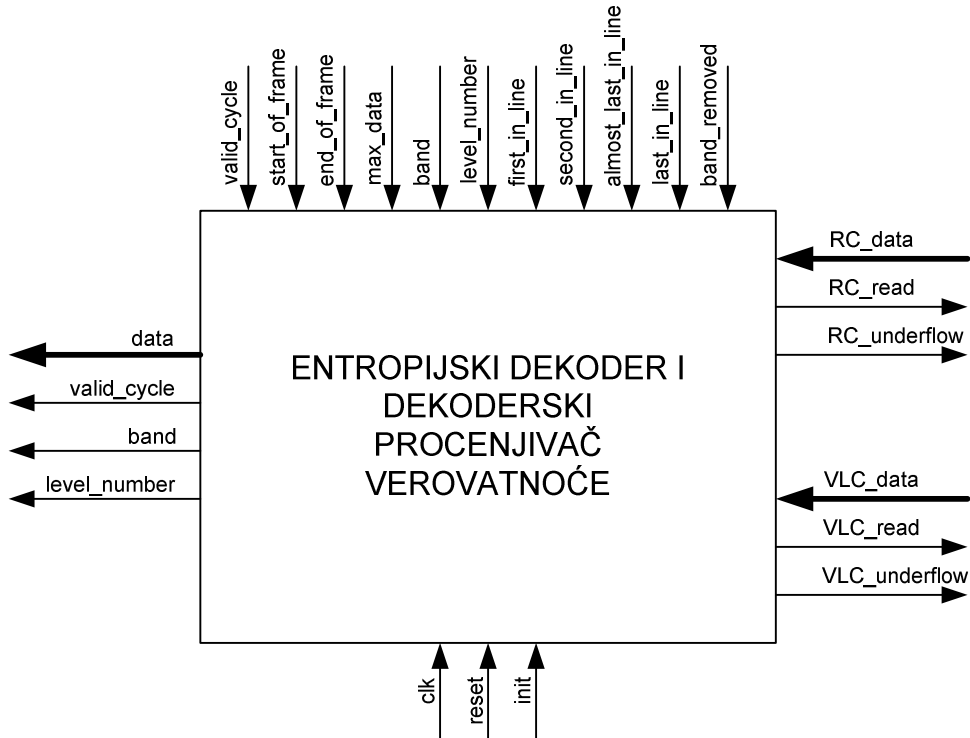 valid_cycle
start_of_frame
end_of_frame
max_data
band
level_number
first_in_line
second_in_line
almost_last_in_line
last_in_line
band_removed
RC_data
RC_read
RC_underflow
data
valid_cycle
band
level_number
ENTROPIJSKI DEKODER I
DEKODERSKI
PROCENJIVAČ
VEROVATNOĆE
VLC_data
VLC_read
VLC_underflow
clk
reset
init